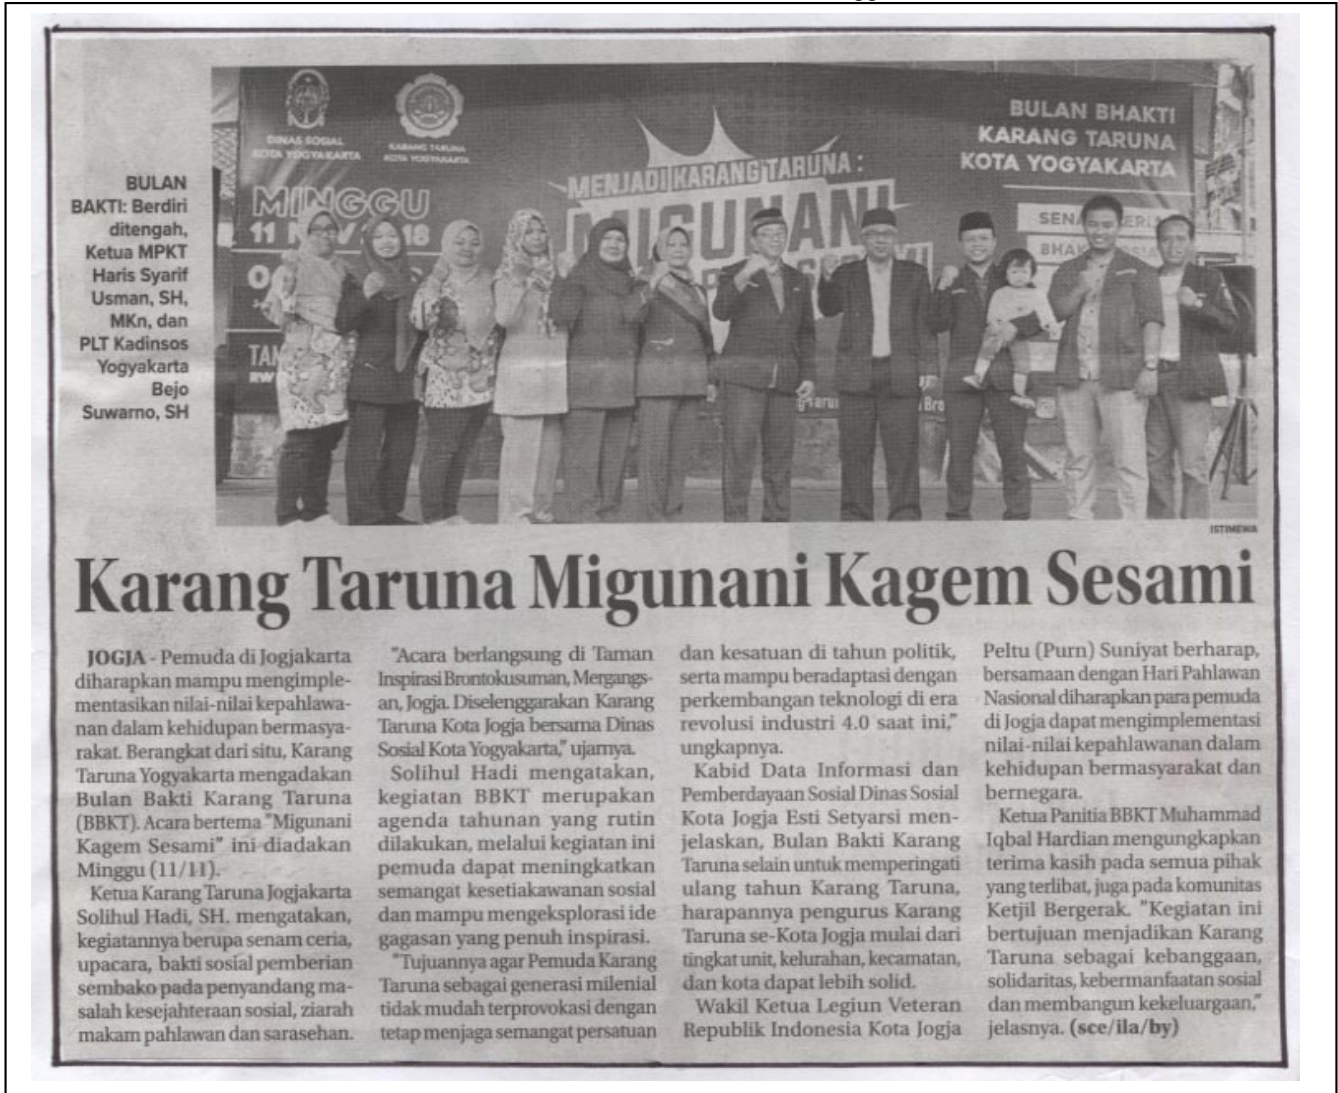 DINAS SOSIAL
KOTA YOGYAKARTA
KARANG TARUNA
KOTA YOGYAKARTA
MINGGU
MENJADI KARANG TARUNA :
MIGUNANI
BULAN BHAKTI
KARANG TARUNA
KOTA YOGYAKARTA
BULAN
BAKTI: Berdiri
ditengah,
Ketua MPKT
Haris Syarif
Usman, SH,
MKn, dan
PLT Kadinsos
Yogyakarta
Bejo
Suwarno, SH
ISTIMEWA
Karang Taruna Migunani Kagem Sesami
JOGJA - Pemuda di Jogjakarta
diharapkan mampu mengimple-
mentasikan nilai-nilai kepahlawa-
nan dalam kehidupan bermasya-
rakat. Berangkat dari situ, Karang
Taruna Yogyakarta mengadakan
Bulan Bakti Karang Taruna
(BBKT). Acara bertema "Migunani
Kagem Sesami" ini diadakan
Minggu (11/11).
Ketua Karang Taruna Jogjakarta
Solihul Hadi, SH. mengatakan,
kegiatannya berupa senam ceria,
upacara, bakti sosial pemberian
sembako pada penyandang ma-
salah kesejahteraan sosial, ziarah
makam pahlawan dan sarasehan.
"Acara berlangsung di Taman
Inspirasi Brontokusuman, Mergangs-
an, Jogja. Diselenggarakan Karang
Taruna Kota Jogja bersama Dinas
Sosial Kota Yogyakarta," ujarnya.
Solihul Hadi mengatakan,
kegiatan BBKT merupakan
agenda tahunan yang rutin
dilakukan, melalui kegiatan ini
pemuda dapat meningkatkan
semangat kesetiakawanan sosial
dan mampu mengeksplorasi ide
gagasan yang penuh inspirasi.
"Tujuannya agar Pemuda Karang
Taruna sebagai generasi milenial
tidak mudah terprovokasi dengan
tetap menjaga semangat persatuan
dan kesatuan di tahun politik,
serta mampu beradaptasi dengan
perkembangan teknologi di era
revolusi industri 4.0 saat ini,"
ungkapnya.
Kabid Data Informasi dan
Pemberdayaan Sosial Dinas Sosial
Kota Jogja Esti Setyarsi men-
jelaskan, Bulan Bakti Karang
Taruna selain untuk memperingati
ulang tahun Karang Taruna,
harapannya pengurus Karang
Taruna se-Kota Jogja mulai dari
tingkat unit, kelurahan, kecamatan,
dan kota dapat lebih solid.
Wakil Ketua Legiun Veteran
Republik Indonesia Kota Jogja
Peltu (Purn) Suniyat berharap,
bersamaan dengan Hari Pahlawan
Nasional diharapkan para pemuda
di Jogja dapat mengimplementasi
nilai-nilai kepahlawanan dalam
kehidupan bermasyarakat dan
bernegara.
Ketua Panitia BBKT Muhammad
Iqbal Hardian mengungkapkan
terima kasih pada semua pihak
yang terlibat, juga pada komunitas
Ketjil Bergerak. "Kegiatan ini
bertujuan menjadikan Karang
Taruna sebagai kebanggaan,
solidaritas, kebermanfaatan sosial
dan membangun kekeluargaan,"
jelasnya. (sce/ila/by)